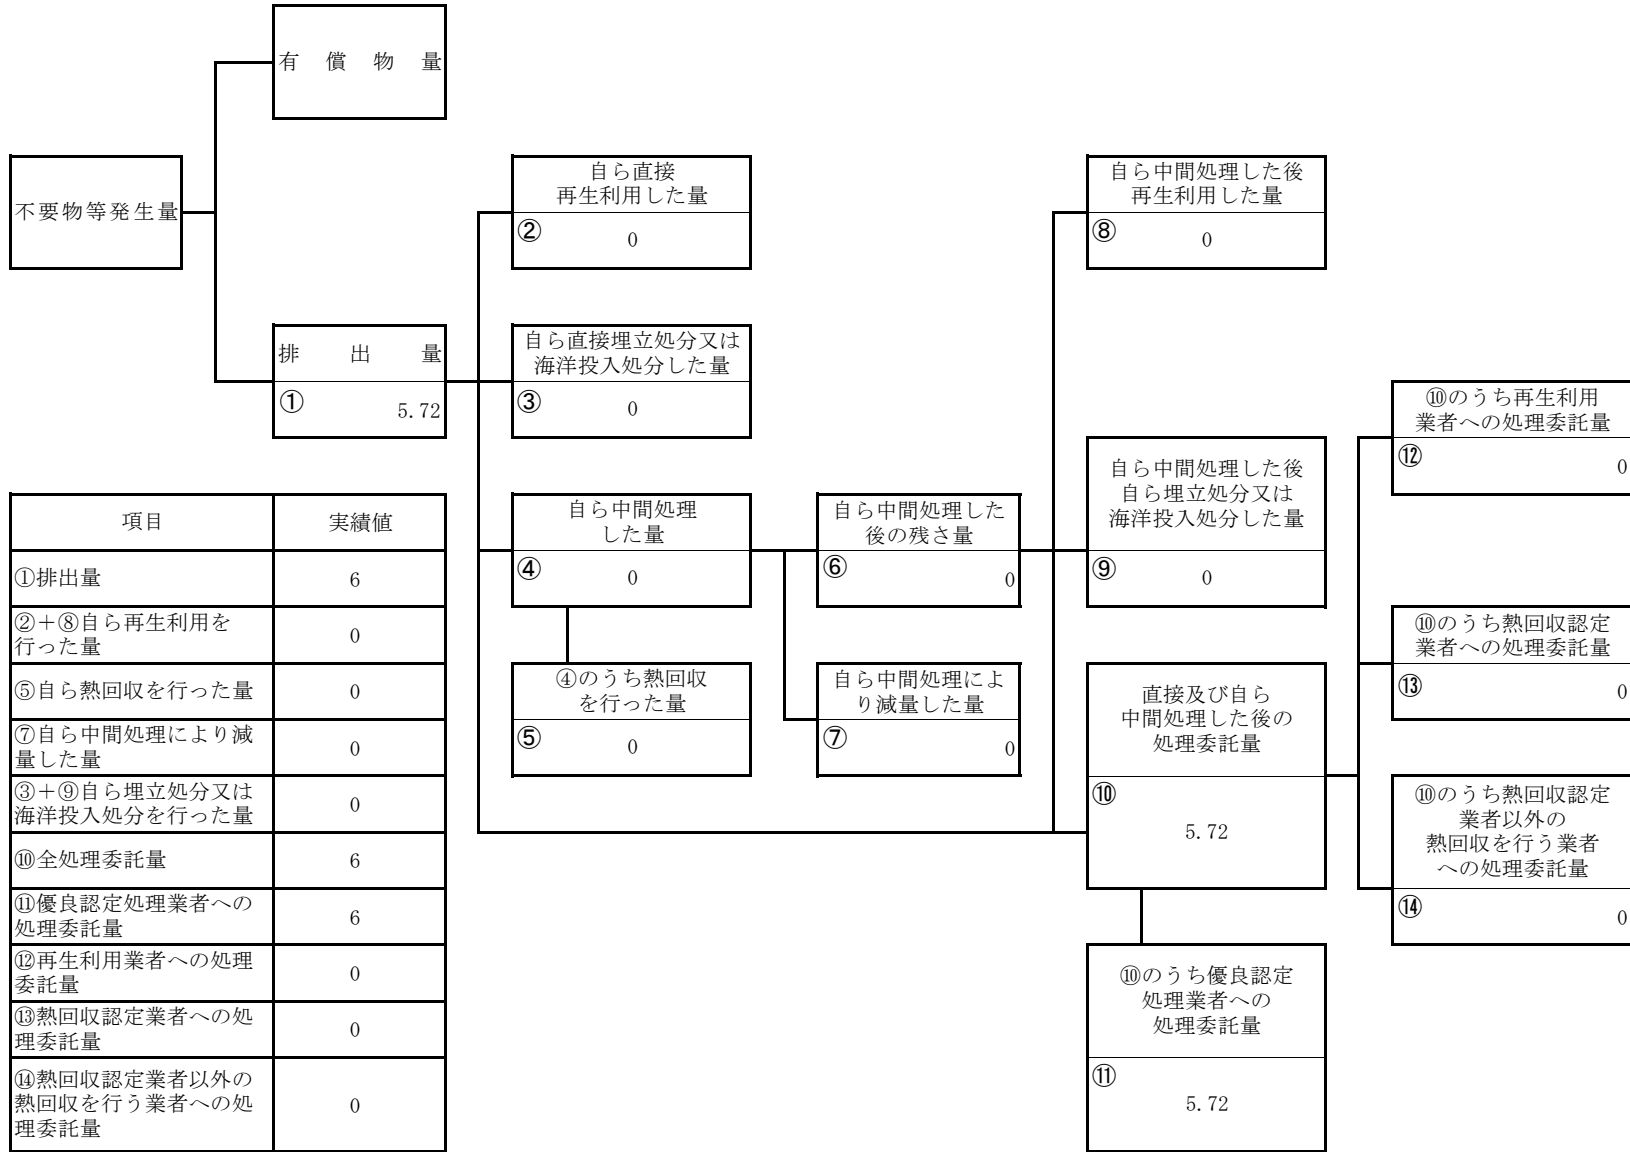 有償物量
不要物等発生量
排出量
①
5.72
自ら直接
再生利用した量
②
0
自ら直接埋立処分又は
海洋投入処分した量
③
0
自ら中間処理
した量
④
0
④のうち熱回収
を行った量
⑤
0
自ら中間処理した
後の残さ量
⑥
0
自ら中間処理によ
り減量した量
⑦
0
自ら中間処理した後
再生利用した量
⑧
0
自ら中間処理した後
自ら埋立処分又は
海洋投入処分した量
⑨
0
直接及び自ら
中間処理した後の
処理委託量
⑩
5.72
⑩のうち優良認定
処理業者への
処理委託量
⑪
5.72
⑩のうち再生利用
業者への処理委託量
⑫
0
⑩のうち熱回収認定
業者への処理委託量
⑬
0
⑩のうち熱回収認定
業者以外の
熱回収を行う業者
への処理委託量
⑭
0
項目
実績値
①排出量
6
②＋⑧自ら再生利用を
行った量
0
⑤自ら熱回収を行った量
0
⑦自ら中間処理により減
量した量
0
③＋⑨自ら埋立処分又は
海洋投入処分を行った量
0
⑩全処理委託量
6
⑪優良認定処理業者への
処理委託量
6
⑫再生利用業者への処理
委託量
0
⑬熱回収認定業者への処
理委託量
0
⑭熱回収認定業者以外の
熱回収を行う業者への処
理委託量
0